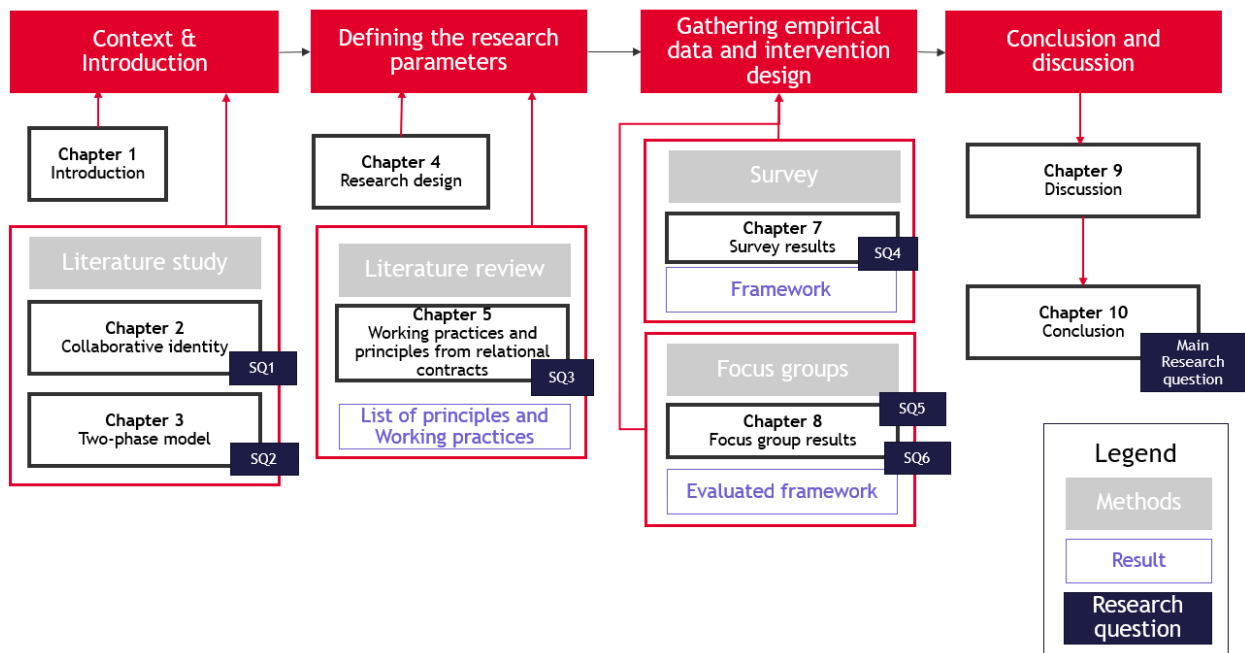 Context &
Introduction
Defining the research
parameters
Gathering empirical
data and intervention
design
Conclusion and
discussion
Chapter 1
Introduction
Literature study
Chapter 2
Collaborative identity
SQ1
Chapter 3
Two-phase model
SQ2
Chapter 4
Research design
Literature review
Chapter 5
Working practices and
principles from relational
contracts
SQ3
List of principles and
Working practices
Survey
Chapter 7
Survey results
SQ4
Framework
Focus groups
Chapter 8
Focus group results
SQ5
SQ6
Evaluated framework
Chapter 9
Discussion
Chapter 10
Conclusion
Main
Research
question
Legend
Methods
Result
Research
question